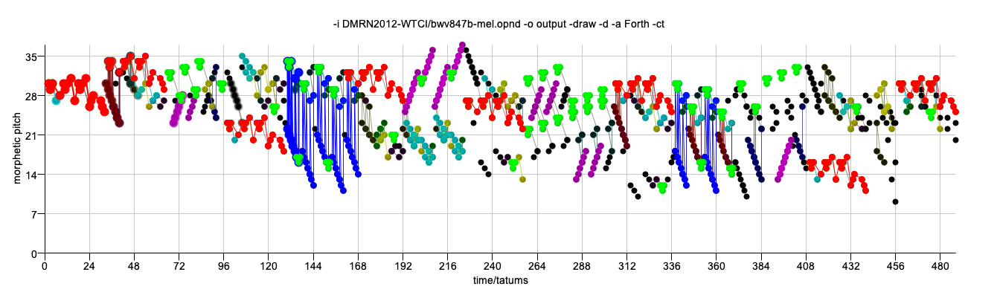 -i DMRN2012-WTCI/bwv847b-mel.opnd -o output -draw -d -a Forth -ct
morphetic pitch
35
28
21
14
7
0
0 24 48 72 96 120 144 168 192 216 240 264 288 312 336 360 384 408 432 456 480
time/tatums